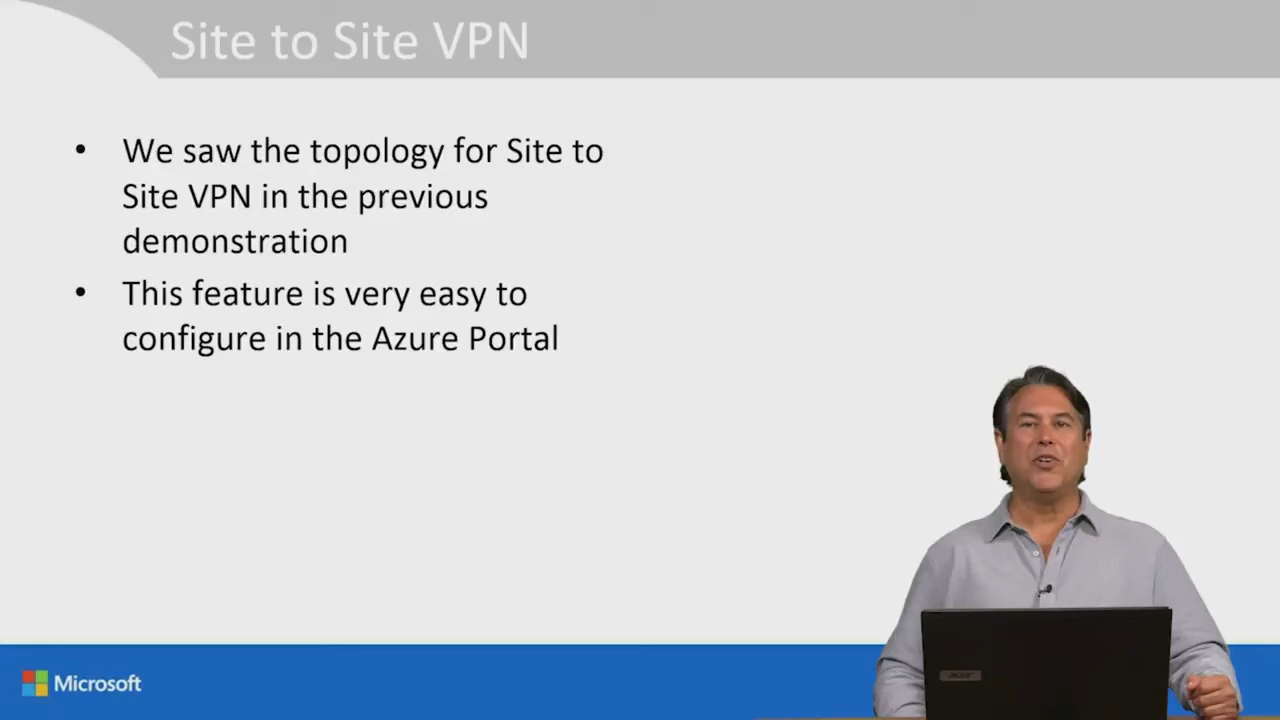 Site to Site VPN
• We saw the topology for Site to
Site VPN in the previous
demonstration
• This feature is very easy to
configure in the Azure Portal
Microsoft
acer